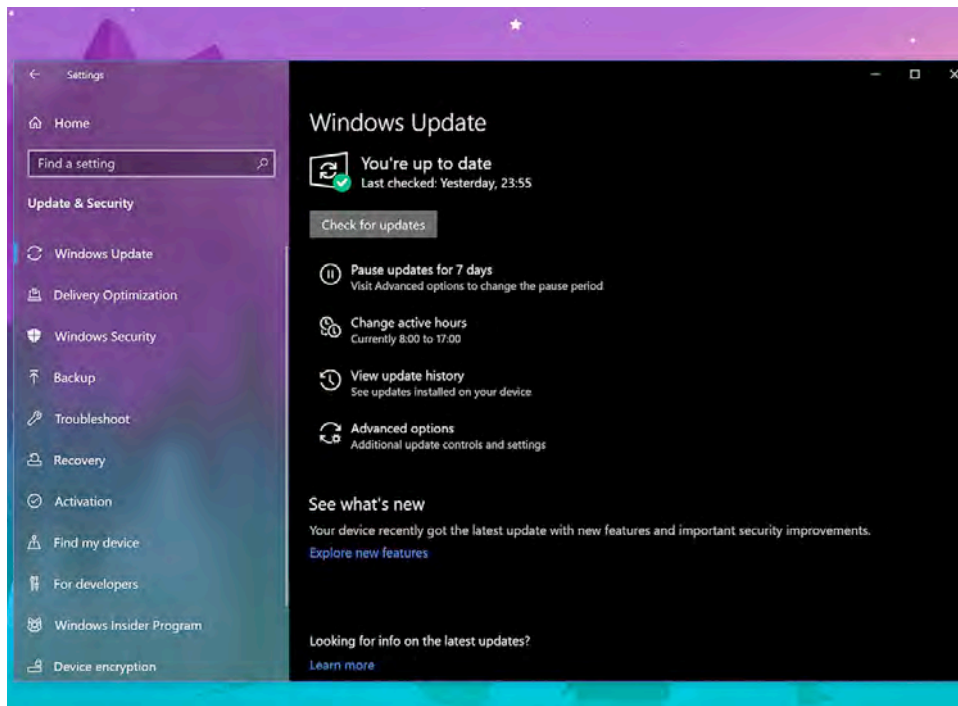 Settings
Home
Find a setting
Update & Security
Windows Update
Delivery Optimization
Windows Security
Backup
Troubleshoot
Recovery
Activation
Find my device
For developers
Windows Insider Program
Device encryption
Windows Update
You're up to date
Last checked: Yesterday, 23:55
Check for updates
Pause updates for 7 days
Visit Advanced options to change the pause period
Change active hours
Currently 8:00 to 17:00
View update history
See updates installed on your device
Advanced options
Additional update controls and settings
See what's new
Your device recently got the latest update with new features and important security improvements.
Explore new features
Looking for info on the latest updates?
Learn more